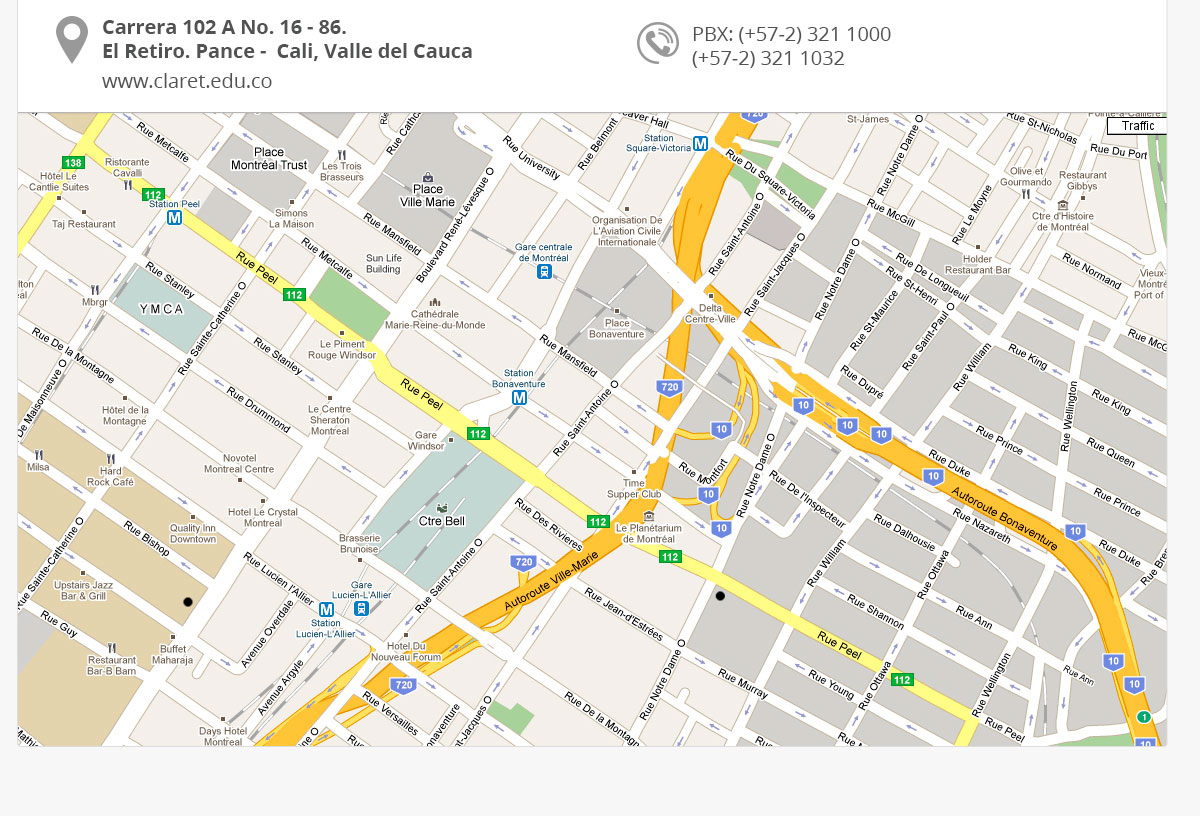 Carrera 102 A No. 16 - 86.
El Retiro. Pance - Cali, Valle del Cauca
www.claret.edu.co
PBX: (+57-2) 321 1000
(+57-2) 321 1032
Traffic
138
112
Rue Metcalfe
Place
Montréal Trust
Ristorante
Cavalli
Hôtel Le
Cantlie Suites
Station Peel
Taj Restaurant
Les Trois
Brasseurs
Simons
La Maison
Place
Ville Marie
Rue University
Rue Belmont
Station
Square-Victoria
720
Rue Du Square-Victoria
St-James
Rue Notre Dame O
Rue St-Nicholas
Rue Du Port
Olive et
Gourmando
Restaurant
Gibbys
Ctre d'Histoire
de Montréal
Rue Le Moyne
Rue McGill
Holder
Restaurant Bar
Rue Normand
Rue De Longueuil
Rue St-Henri
Rue Mansfield
Boulevard René-Lévesque O
Organisation De
L'Aviation Civile
Internationale
Gare centrale
de Montréal
Rue Saint-Antoine O
Rue Saint-Jacques O
Rue Notre Dame O
Rue Peel
Rue Metcalfe
Sun Life
Building
112
Rue Stanley
YMCA
Mbrgr
Rue Sainte-Catherine O
Cathédrale
Marie-Reine-du-Monde
Place
Bonaventure
Delta
Centre-Ville
Rue St-Maurice
Rue Saint-Paul O
Rue William
Rue King
Rue De la Montagne
Rue Stanley
Le Piment
Rouge Windsor
Rue Mansfield
Station
Bonaventure
720
Rue Dupré
10
10
10
Rue King
Rue Wellington
Rue Peel
Rue Drummond
Hôtel de la
Montagne
Le Centre
Sheraton
Montreal
Gare
Windsor
112
Rue Saint-Antoine O
10
Rue Notre Dame O
Rue Duke
Rue Prince
Rue Queen
Milsa
Hard
Rock Café
Novotel
Montreal Centre
Hotel Le Crystal
Montreal
Time
Supper Club
Rue Montfort
10
10
Rue De l'Inspecteur
10
Autoroute Bonaventure
Rue Prince
Ctre Bell
Rue Des Rivieres
112
Le Planétarium
de Montréal
112
Rue Dalhousie
Rue Nazareth
10
Rue Duke
Rue Sainte-Catherine O
Rue Bishop
Quality Inn
Downtown
Brasserie
Brunoise
Rue Saint-Antoine O
720
Autoroute Ville-Marie
Rue William
Rue Ottawa
Upstairs Jazz
Bar & Grill
Rue Guy
Rue Lucien Allier
Gare
Lucien-L'Allier
Station
Lucien-L'Allier
Avenue Overdale
Rue Jean-d'Estrées
Rue Peel
Rue Shannon
Rue Ann
Restaurant
Bar-B Barn
Buffet
Maharaja
Hotel Du
Nouveau Forum
Avenue Argyle
720
Rue Notre Dame O
Rue Murray
Rue Young
Rue Ottawa
112
Rue Wellington
Rue Ann
10
10
1
10
Days Hotel
Montreal
Rue Versailles
Rue De la Montagn
Rue Peel